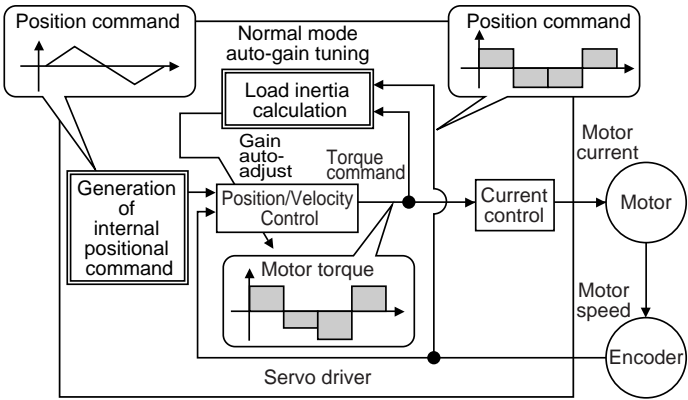 Position command
Normal mode
auto-gain tuning
Position command
Load inertia
calculation
Gain
auto-
adjust
Torque
command
Motor
current
Generation
of
internal
positional
command
Position/Velocity
Control
Current
control
Motor
Motor torque
Motor
speed
Encoder
Servo driver